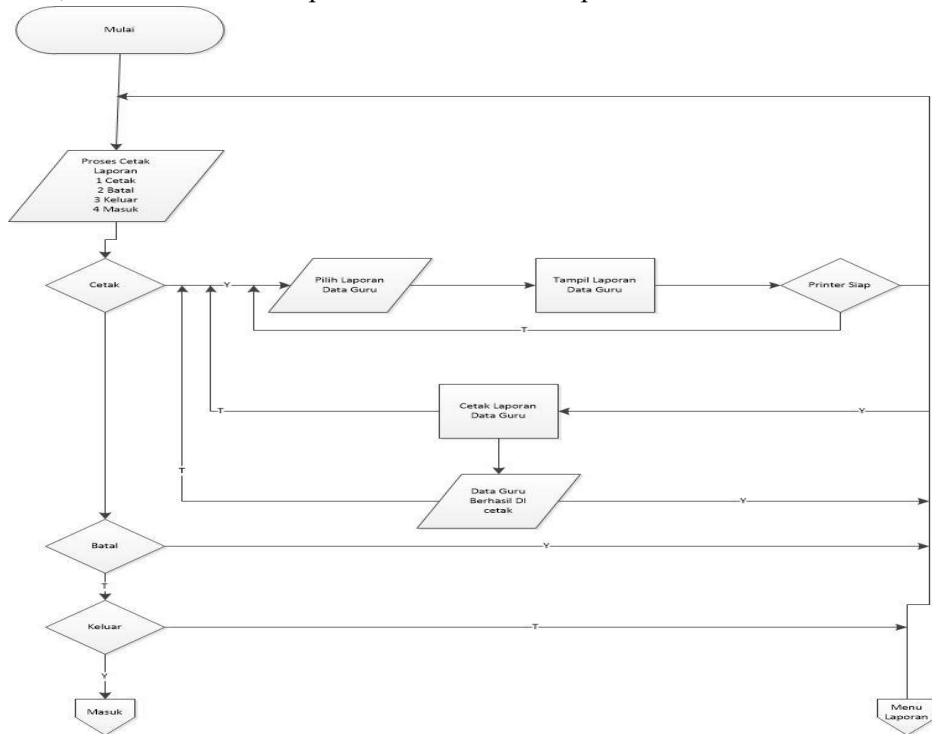 Mulai
Proses Cetak
Laporan
1 Cetak
2 Batal
3 Keluar
4 Masuk
Cetak
Y
Pilih Laporan
Data Guru
Tampil Laporan
Data Guru
Printer Siap
T
Cetak Laporan
Data Guru
T
Y
T
Data Guru
Berhasil DI
cetak
Y
Batal
Y
T
Keluar
T
Y
Masuk
Menu
Laporan